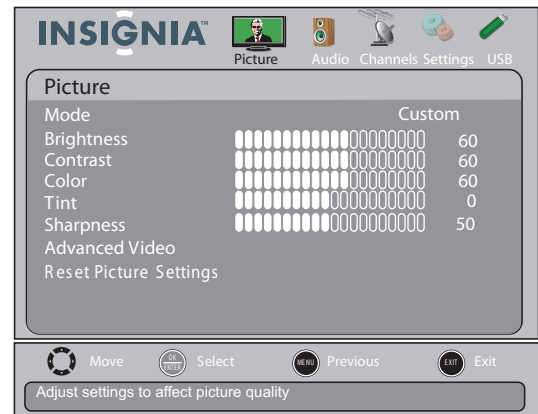 INSIGNIA™
Picture Audio Channels Settings USB
Picture
Mode Custom
Brightness 60
Contrast 60
Color 60
Tint 0
Sharpness 50
Advanced Video
Reset Picture Settings
Move OK ENTER Select MENU Previous EXIT Exit
Adjust settings to affect picture quality